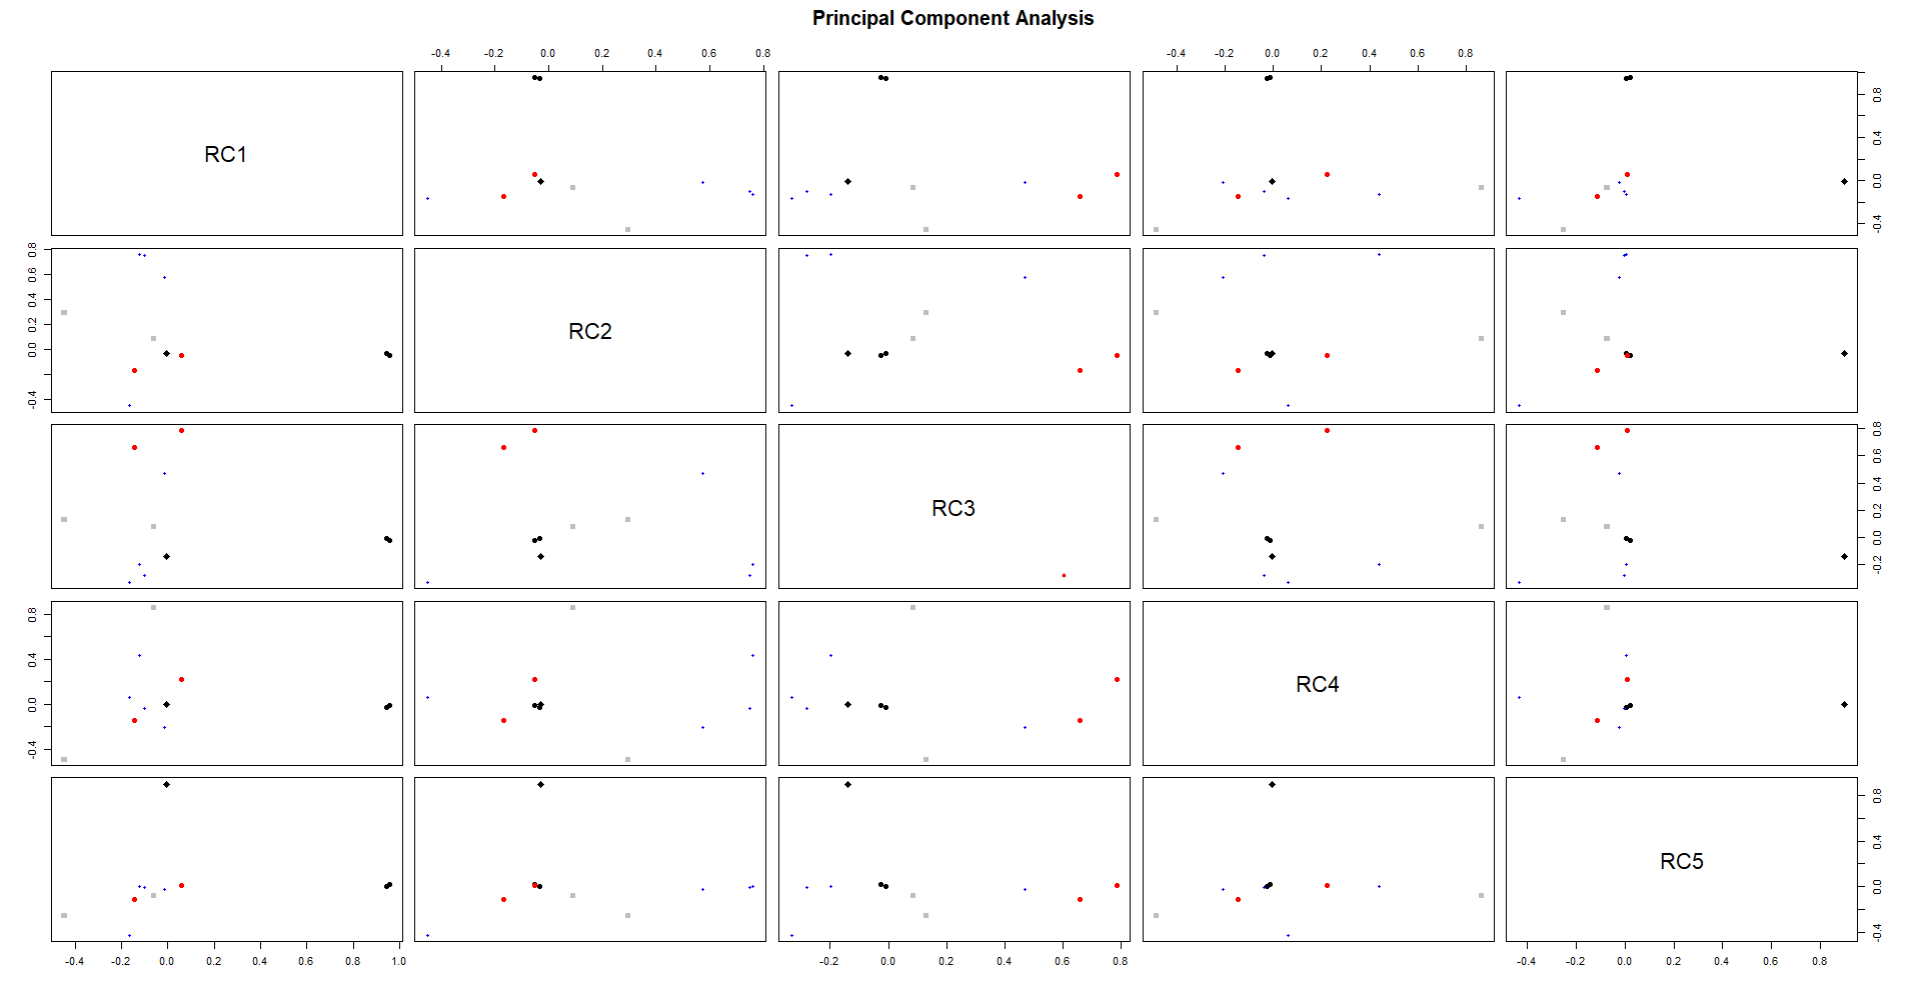 Principal Component Analysis
-0.4 -0.2 0.0 0.2 0.4 0.6 0.8 -0.4 -0.2 0.0 0.2 0.4 0.6 0.8
RC1
-0.4 0.0 0.4 0.8
-0.4 0.0 0.2 0.4 0.6 0.8
RC2
RC3
-0.2 0.0 0.2 0.4 0.6 0.8
-0.4 0.0 0.4 0.8
RC4
RC5
-0.4 0.0 0.4 0.8
-0.4 -0.2 0.0 0.2 0.4 0.6 0.8 1.0 -0.2 0.0 0.2 0.4 0.6 0.8 -0.4 -0.2 0.0 0.2 0.4 0.6 0.8